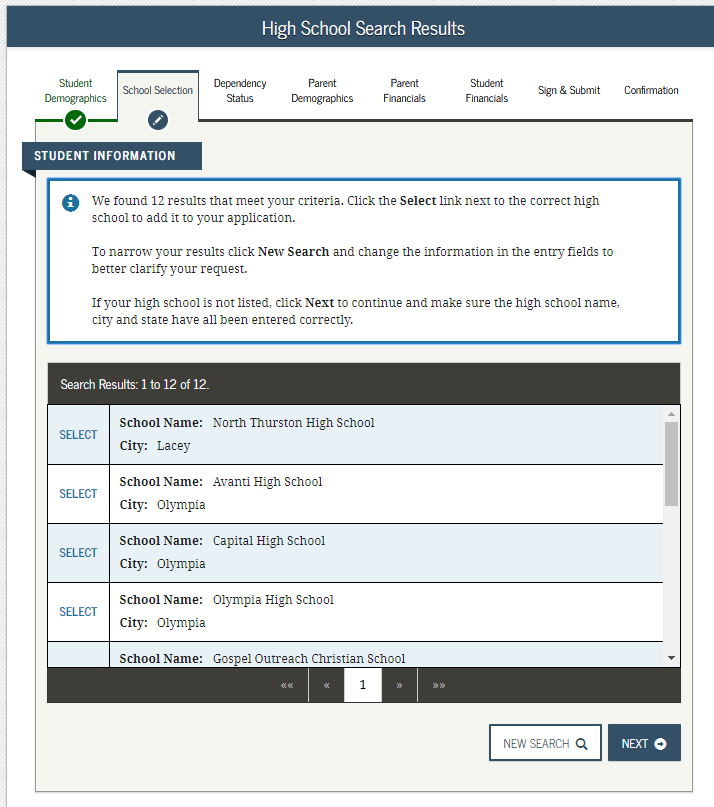 High School Search Results
Student Demographics
School Selection
Dependency Status
Parent Demographics
Parent Financials
Student Financials
Sign & Submit
Confirmation
STUDENT INFORMATION
We found 12 results that meet your criteria. Click the Select link next to the correct high
school to add it to your application.
To narrow your results click New Search and change the information in the entry fields to
better clarify your request.
If your high school is not listed, click Next to continue and make sure the high school name,
city and state have all been entered correctly.
Search Results: 1 to 12 of 12.
SELECT
School Name: North Thurston High School
City: Lacey
SELECT
School Name: Avanti High School
City: Olympia
SELECT
School Name: Capital High School
City: Olympia
SELECT
School Name: Olympia High School
City: Olympia
School Name: Gospel Outreach Christian School
«« « 1 » »»
NEW SEARCH
NEXT